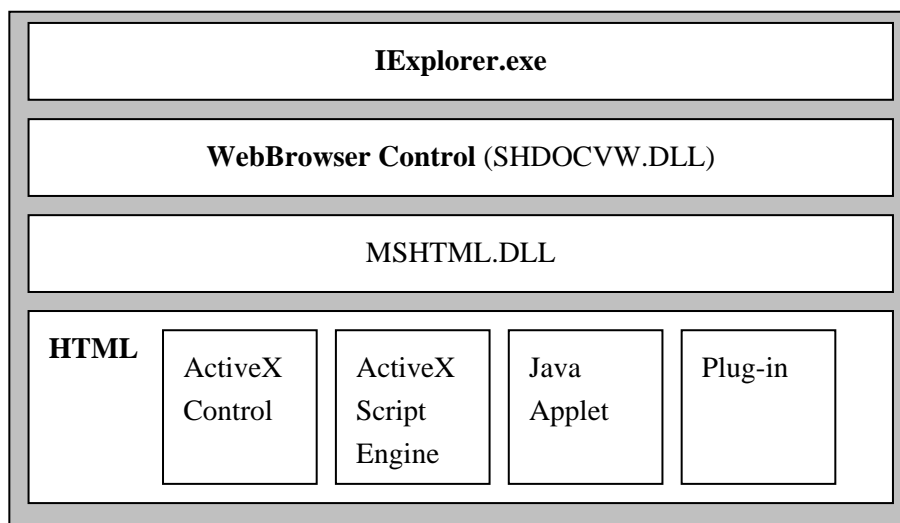 IExplorer.exe
WebBrowser Control (SHDOCVW.DLL)
MSHTML.DLL
HTML
ActiveX
Control
ActiveX
Script
Engine
Java
Applet
Plug-in